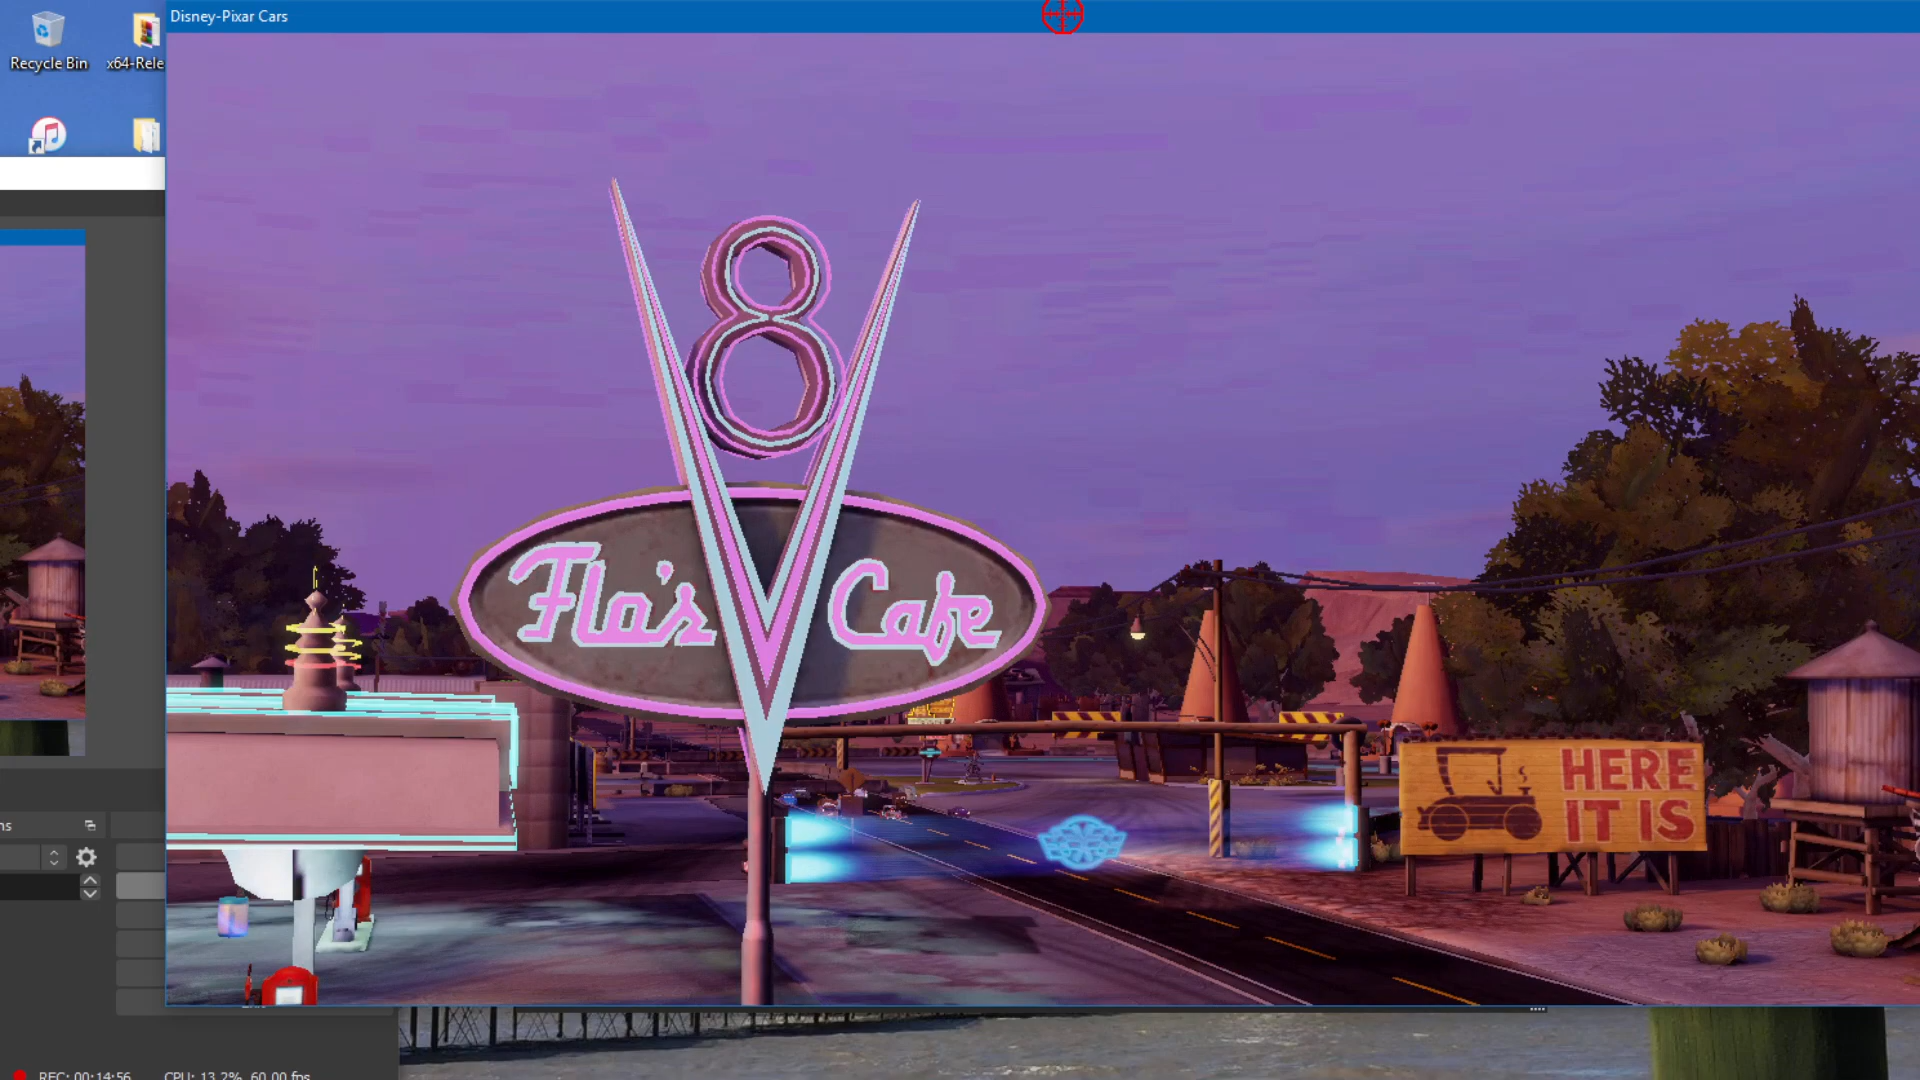 Disney-Pixar Cars
Recycle Bin
x64-Rele
8
Flo's V Cafe
HERE
IT IS
ns
REC: 00:14:56
CPU: 13.2%, 60.00 fps